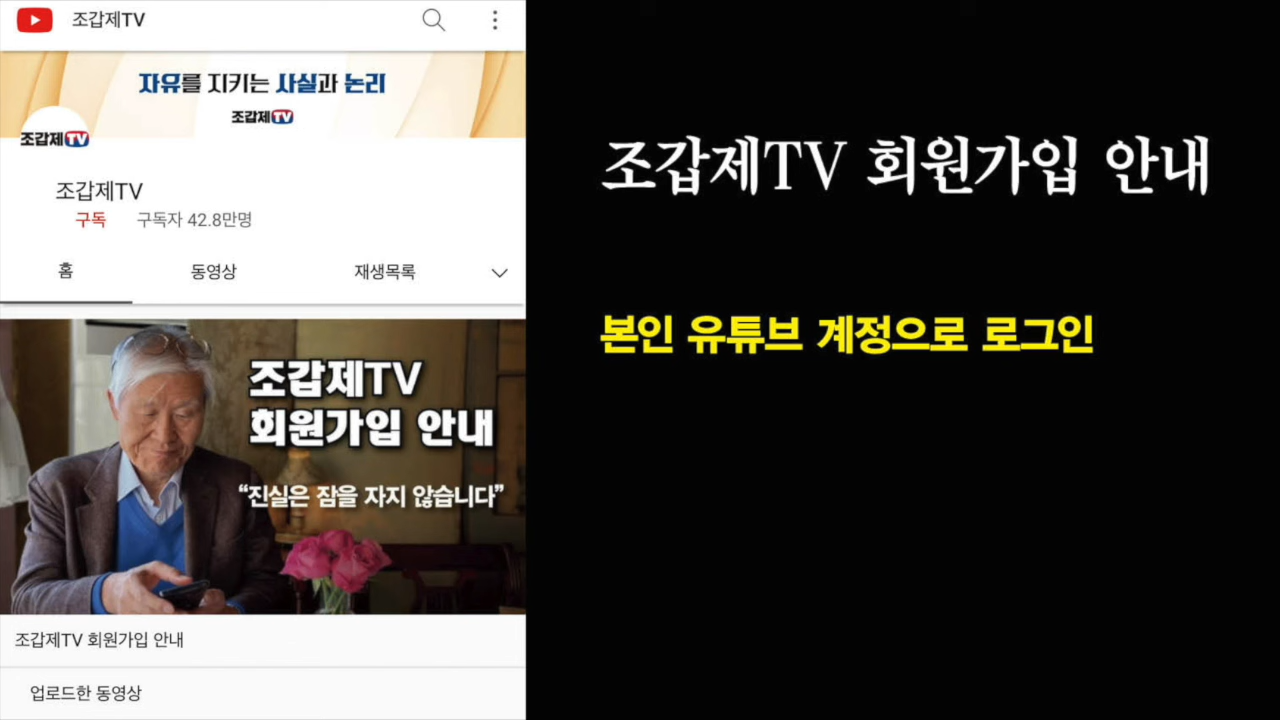 조갑제TV
자유를 지키는 사실과 논리
조갑제TV
조갑제TV
조갑제TV
구독 구독자 42.8만명
홈 동영상 재생목록
조갑제TV
회원가입 안내
“진실은 잠을 자지 않습니다”
조갑제TV 회원가입 안내
업로드한 동영상
조갑제TV 회원가입 안내
본인 유튜브 계정으로 로그인